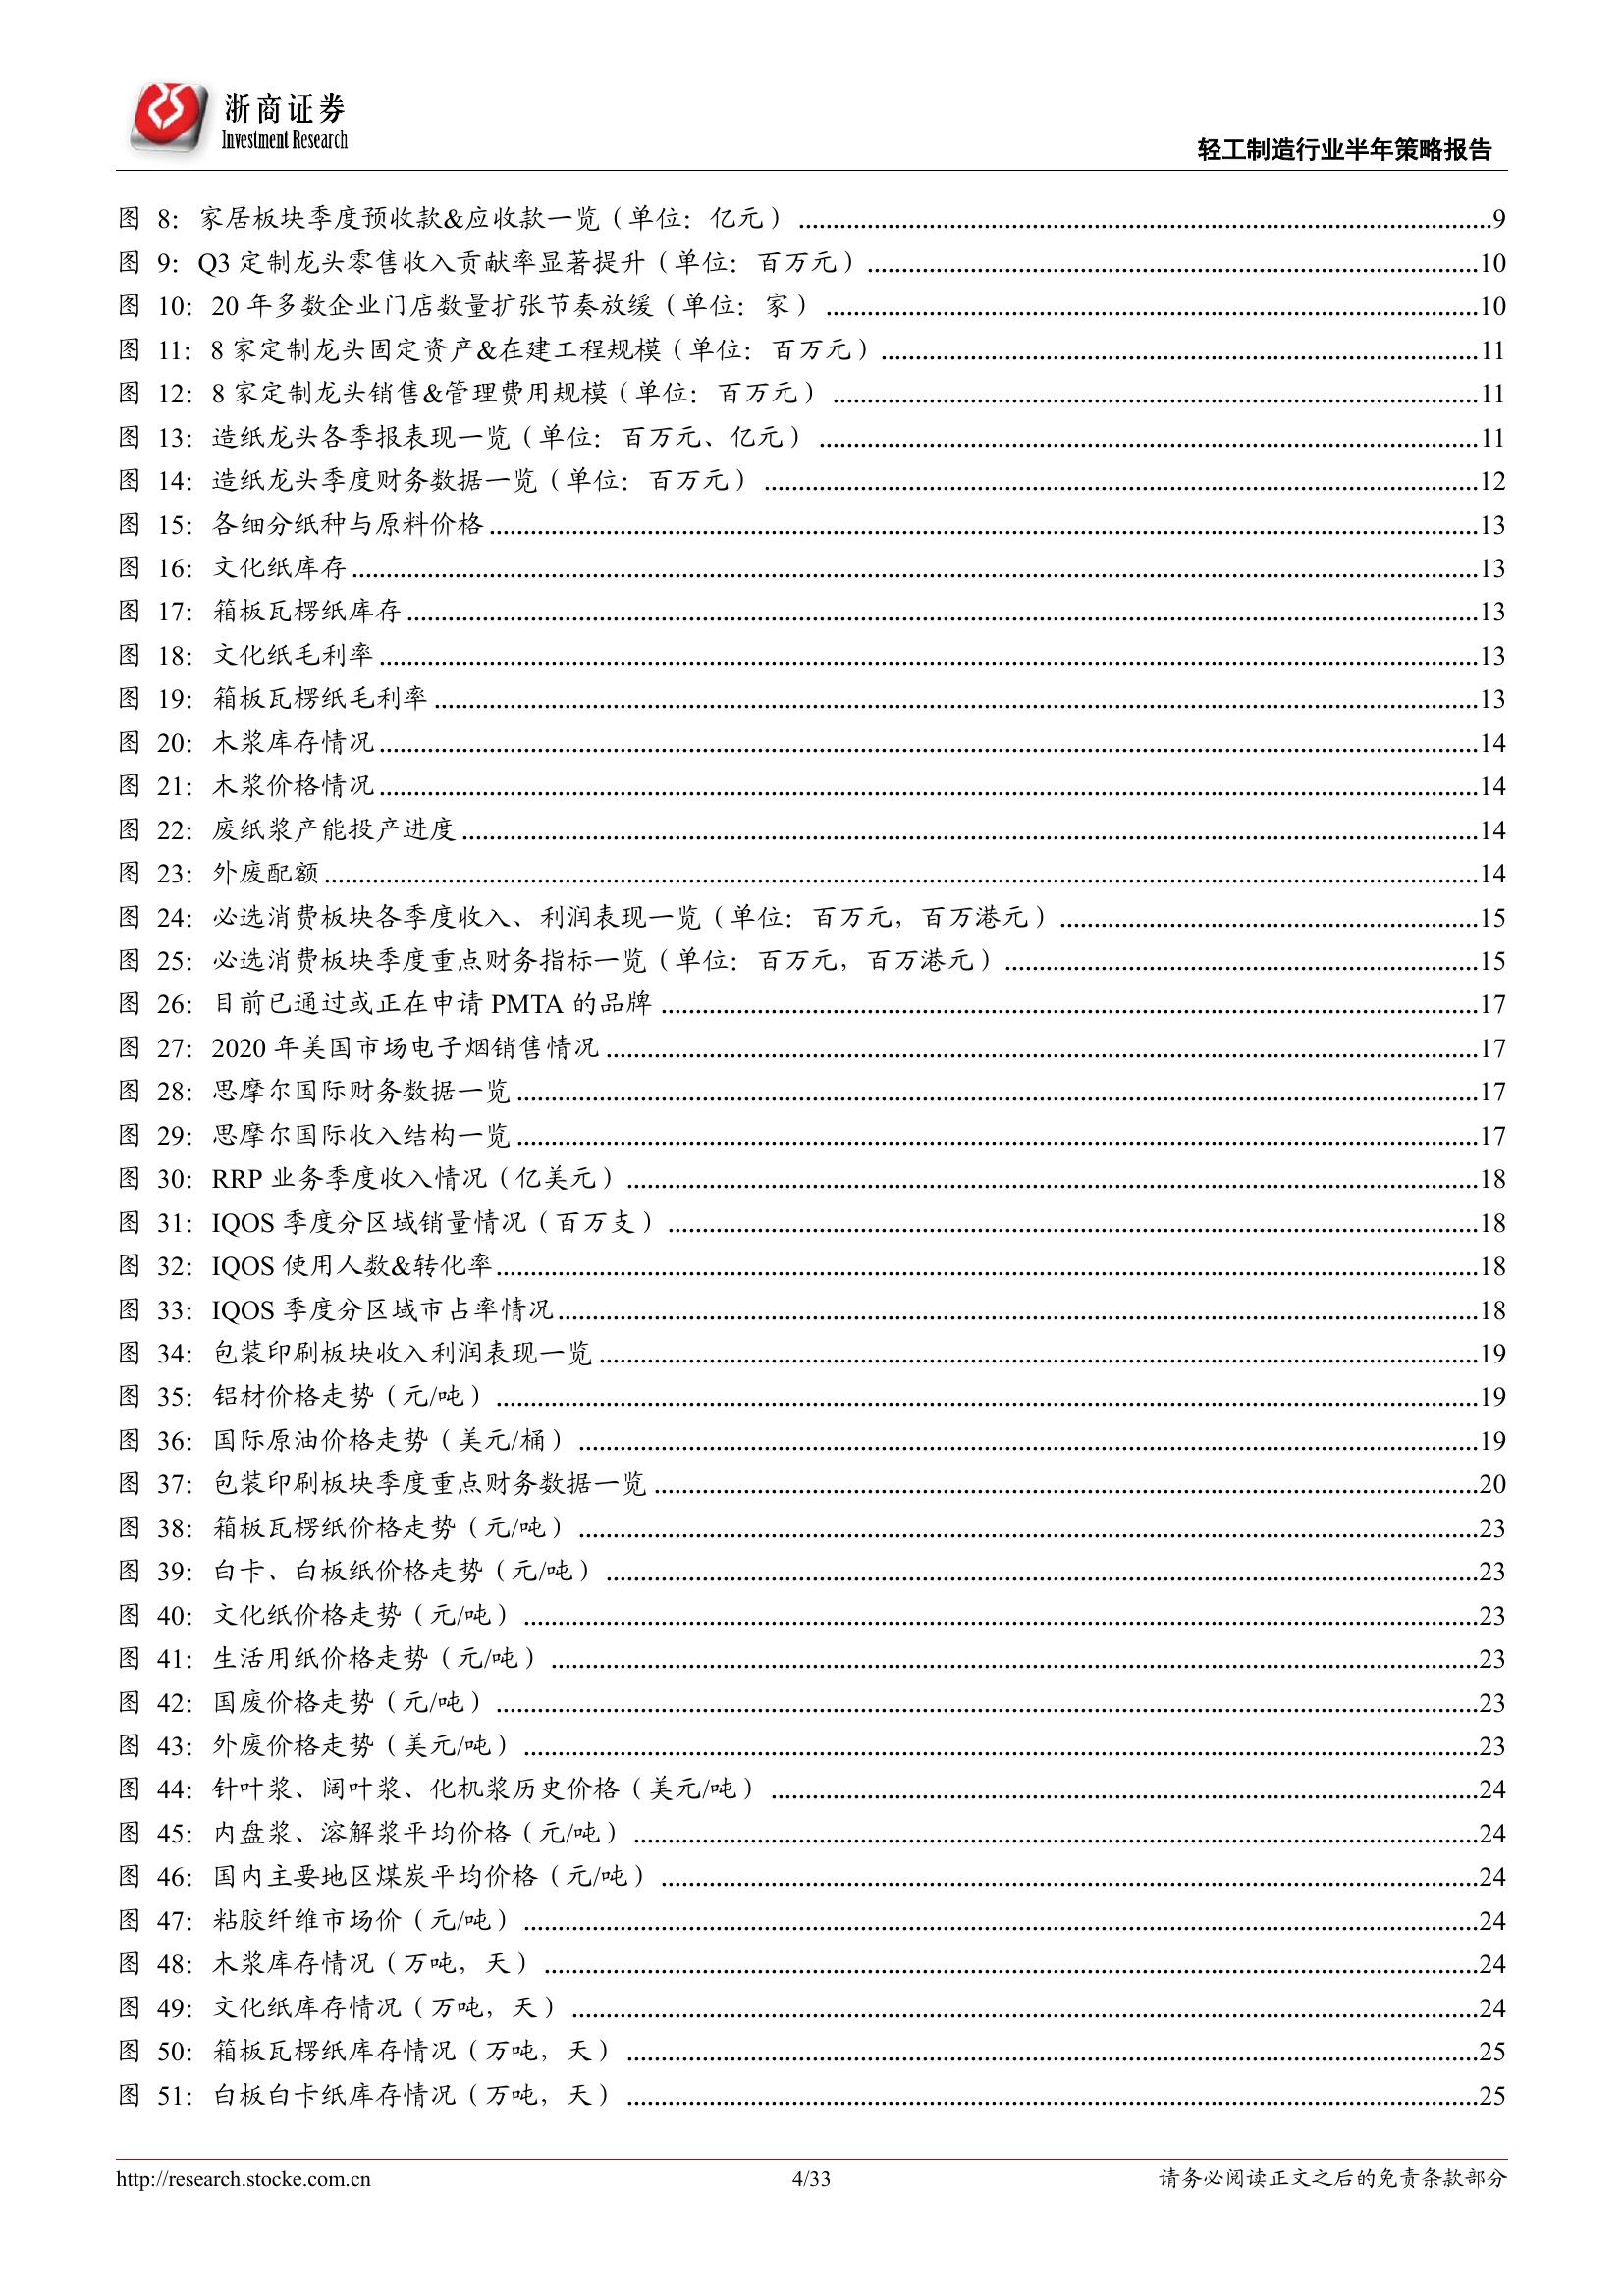 浙商证券
Investment Research
轻工制造行业半年策略报告
图 8：家居板块季度预收款&应收款一览（单位：亿元） ........9
图 9：Q3 定制龙头零售收入贡献率显著提升（单位：百万元） ........10
图 10：20 年多数企业门店数量扩张节奏放缓（单位：家） ........10
图 11：8 家定制龙头固定资产&在建工程规模（单位：百万元） ........11
图 12：8 家定制龙头销售&管理费用规模（单位：百万元） ........11
图 13：造纸龙头各季报表现一览（单位：百万元、亿元） ........11
图 14：造纸龙头季度财务数据一览（单位：百万元） ........12
图 15：各细分纸种与原料价格 ........13
图 16：文化纸库存 ........13
图 17：箱板瓦楞纸库存 ........13
图 18：文化纸毛利率 ........13
图 19：箱板瓦楞纸毛利率 ........13
图 20：木浆库存情况 ........14
图 21：木浆价格情况 ........14
图 22：废纸浆产能投产进度 ........14
图 23：外废配额 ........14
图 24：必选消费板块各季度收入、利润表现一览（单位：百万元，百万港元） ........15
图 25：必选消费板块季度重点财务指标一览（单位：百万元，百万港元） ........15
图 26：目前已通过或正在申请 PMTA 的品牌 ........17
图 27：2020 年美国市场电子烟销售情况 ........17
图 28：思摩尔国际财务数据一览 ........17
图 29：思摩尔国际收入结构一览 ........17
图 30：RRP 业务季度收入情况（亿美元） ........18
图 31：IQOS 季度分区域销量情况（百万支） ........18
图 32：IQOS 使用人数&转化率 ........18
图 33：IQOS 季度分区域市占率情况 ........18
图 34：包装印刷板块收入利润表现一览 ........19
图 35：铝材价格走势（元/吨） ........19
图 36：国际原油价格走势（美元/桶） ........19
图 37：包装印刷板块季度重点财务数据一览 ........20
图 38：箱板瓦楞纸价格走势（元/吨） ........23
图 39：白卡、白板纸价格走势（元/吨） ........23
图 40：文化纸价格走势（元/吨） ........23
图 41：生活用纸价格走势（元/吨） ........23
图 42：国废价格走势（元/吨） ........23
图 43：外废价格走势（美元/吨） ........23
图 44：针叶浆、阔叶浆、化机浆历史价格（美元/吨） ........24
图 45：内盘浆、溶解浆平均价格（元/吨） ........24
图 46：国内主要地区煤炭平均价格（元/吨） ........24
图 47：粘胶纤维市场价（元/吨） ........24
图 48：木浆库存情况（万吨，天） ........24
图 49：文化纸库存情况（万吨，天） ........24
图 50：箱板瓦楞纸库存情况（万吨，天） ........25
图 51：白板白卡纸库存情况（万吨，天） ........25
http://research.stocke.com.cn
4/33
请务必阅读正文之后的免责条款部分